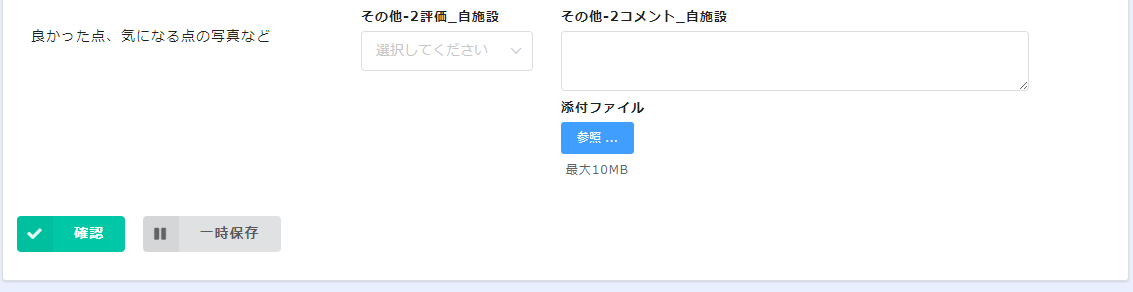 良かった点、気になる点の写真など
その他-2評価_自施設
選択してください
その他-2コメント_自施設
添付ファイル
参照 ...
最大10MB
確認
一時保存